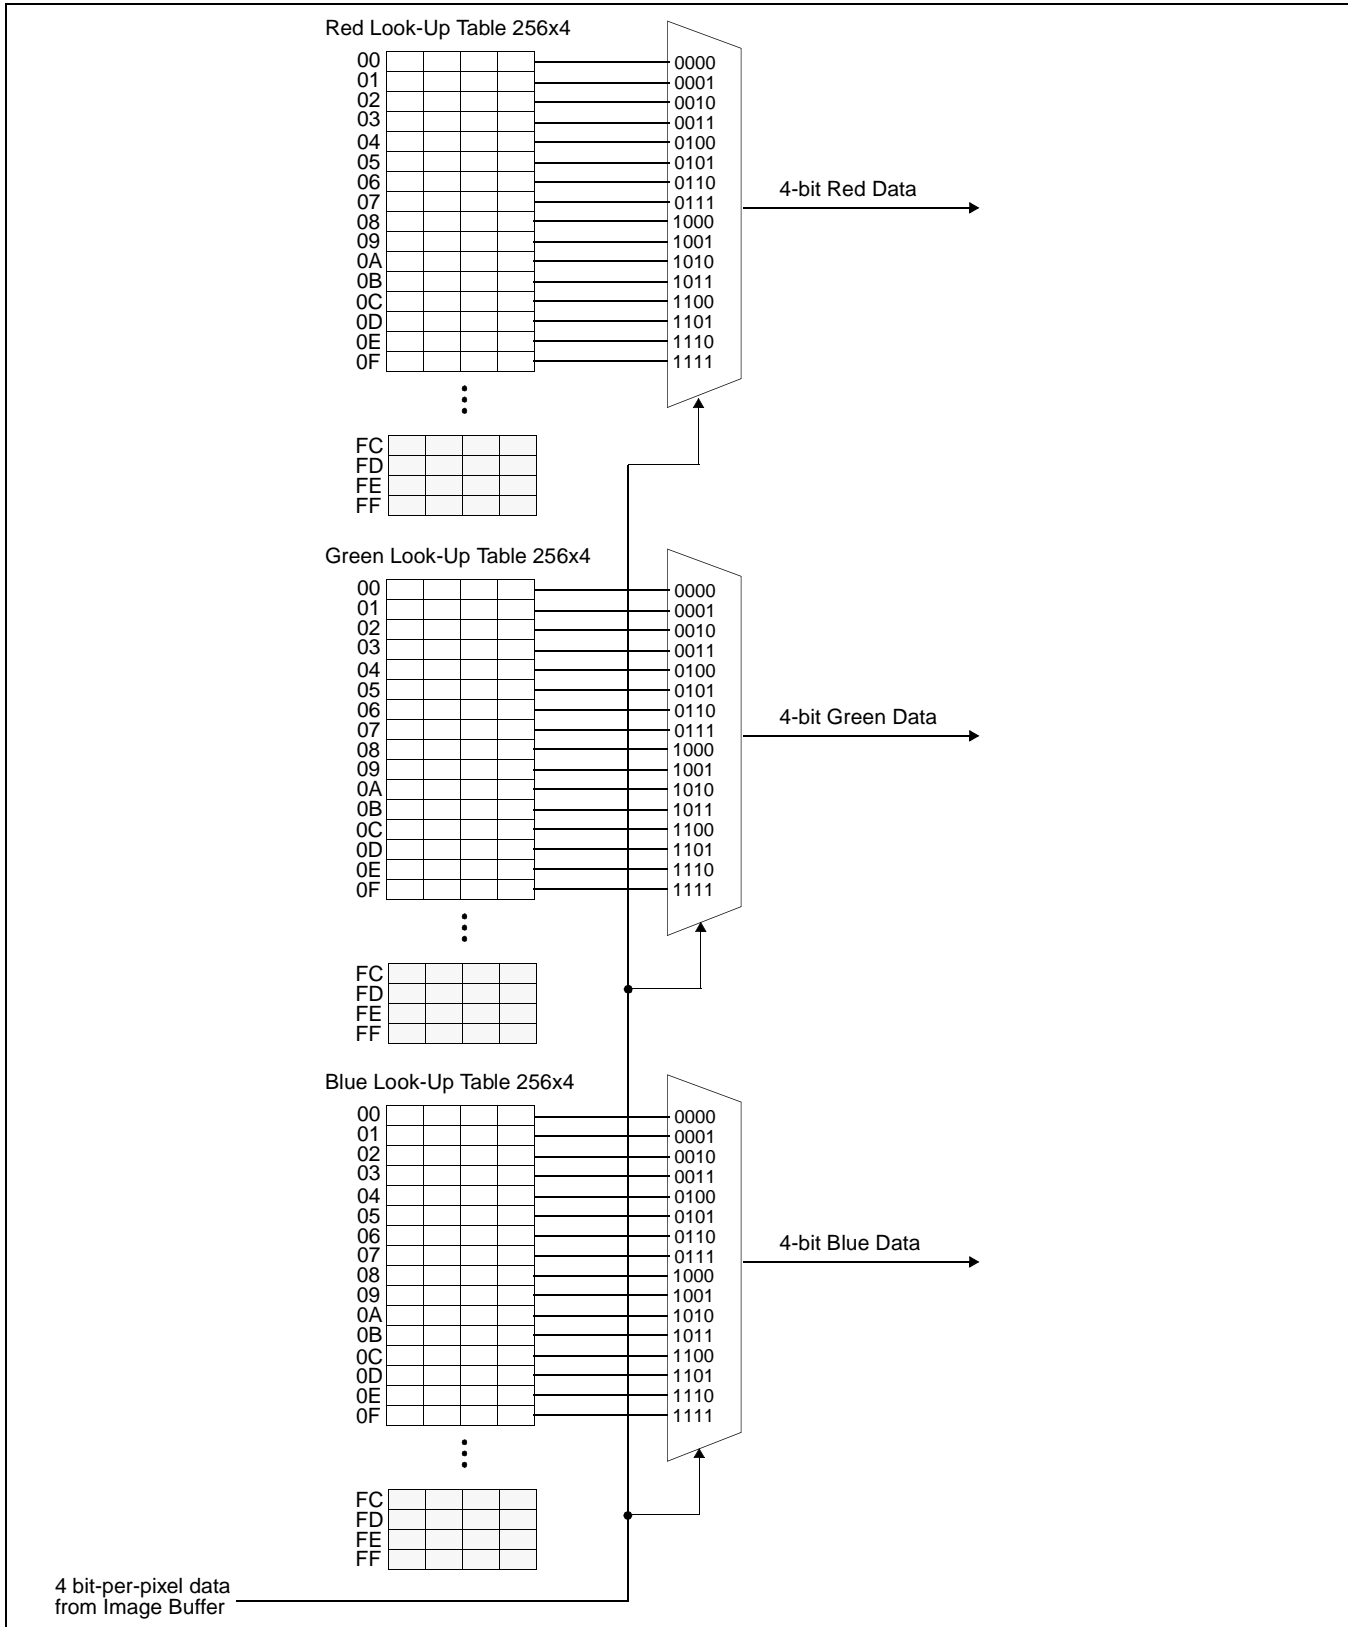 Red Look-Up Table 256x4
00 0000
01 0001
02 0010
03 0011
04 0100
05 0101
06 0110
07 0111
08 1000
09 1001
0A 1010
0B 1011
0C 1100
0D 1101
0E 1110
0F 1111
4-bit Red Data
FC
FD
FE
FF
Green Look-Up Table 256x4
00 0000
01 0001
02 0010
03 0011
04 0100
05 0101
06 0110
07 0111
08 1000
09 1001
0A 1010
0B 1011
0C 1100
0D 1101
0E 1110
0F 1111
4-bit Green Data
FC
FD
FE
FF
Blue Look-Up Table 256x4
00 0000
01 0001
02 0010
03 0011
04 0100
05 0101
06 0110
07 0111
08 1000
09 1001
0A 1010
0B 1011
0C 1100
0D 1101
0E 1110
0F 1111
4-bit Blue Data
FC
FD
FE
FF
4 bit-per-pixel data
from Image Buffer